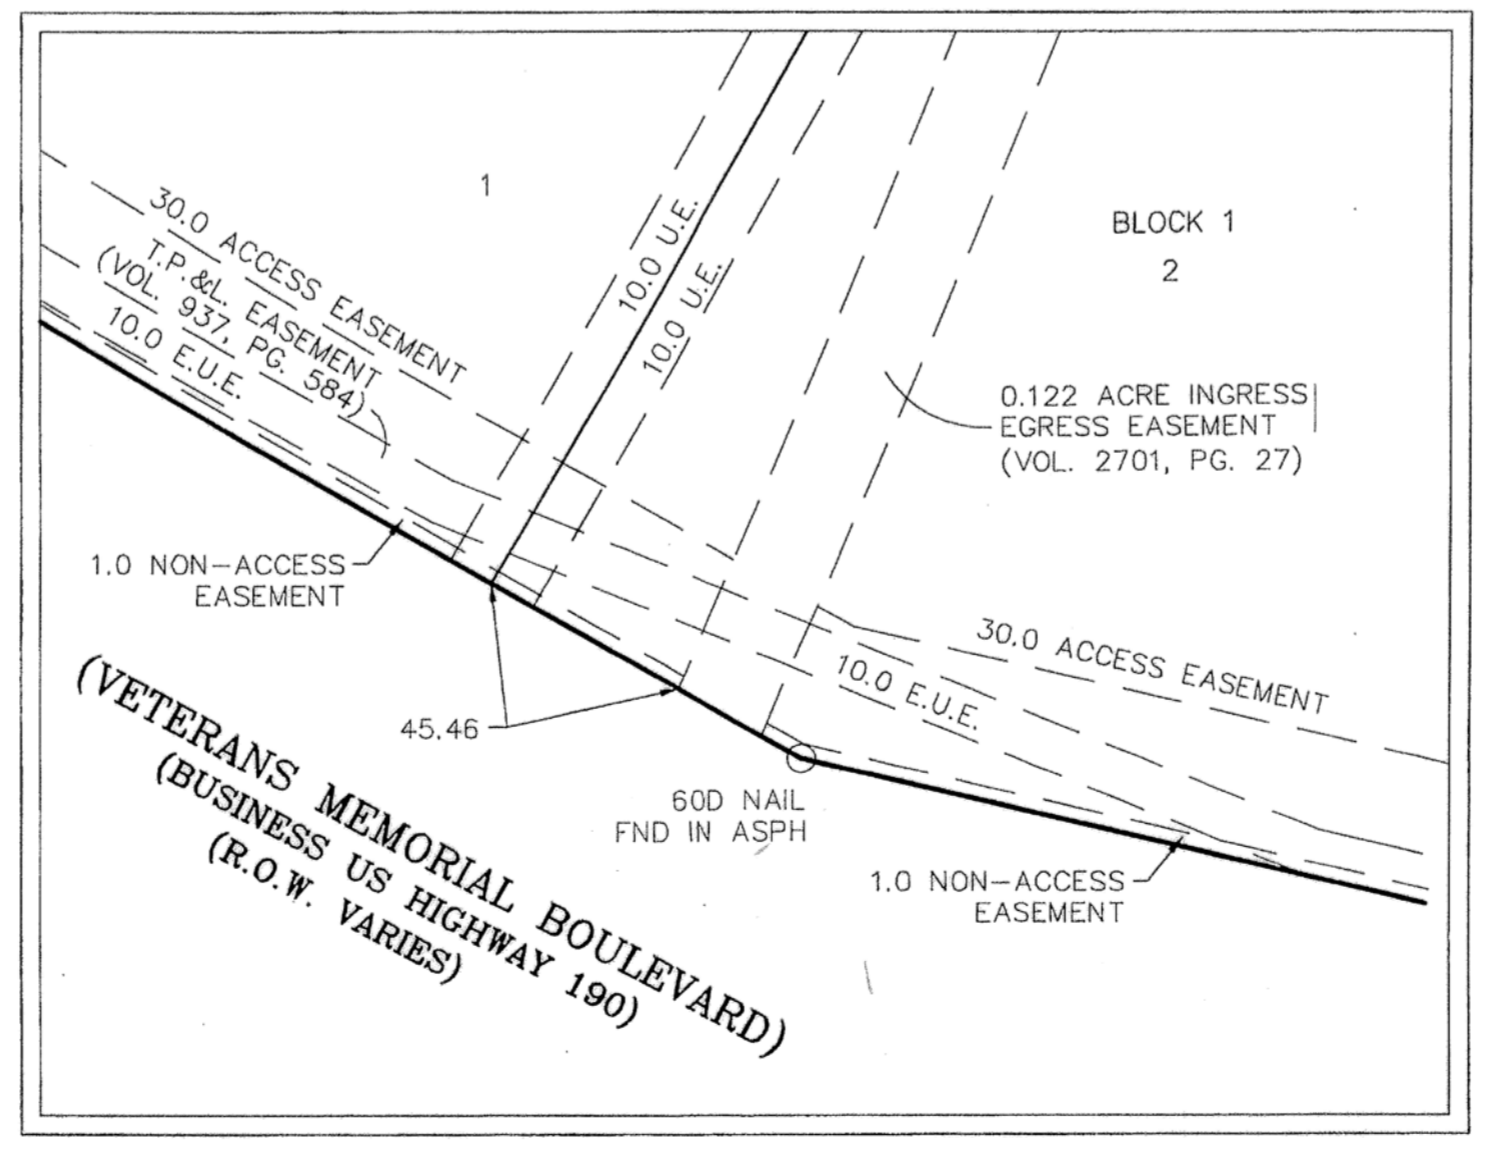 1
BLOCK 1
2
30.0 ACCESS EASEMENT
T.P.&L. EASEMENT
(VOL. 937, PG. 584)
10.0 E.U.E.
10.0 U.E.
10.0 U.E.
0.122 ACRE INGRESS
EGRESS EASEMENT
(VOL. 2701, PG. 27)
1.0 NON-ACCESS
EASEMENT
30.0 ACCESS EASEMENT
10.0 E.U.E.
45.46
60D NAIL
FND IN ASPH
1.0 NON-ACCESS
EASEMENT
(VETERANS MEMORIAL BOULEVARD)
(BUSINESS US HIGHWAY 190)
(R.O.W. VARIES)